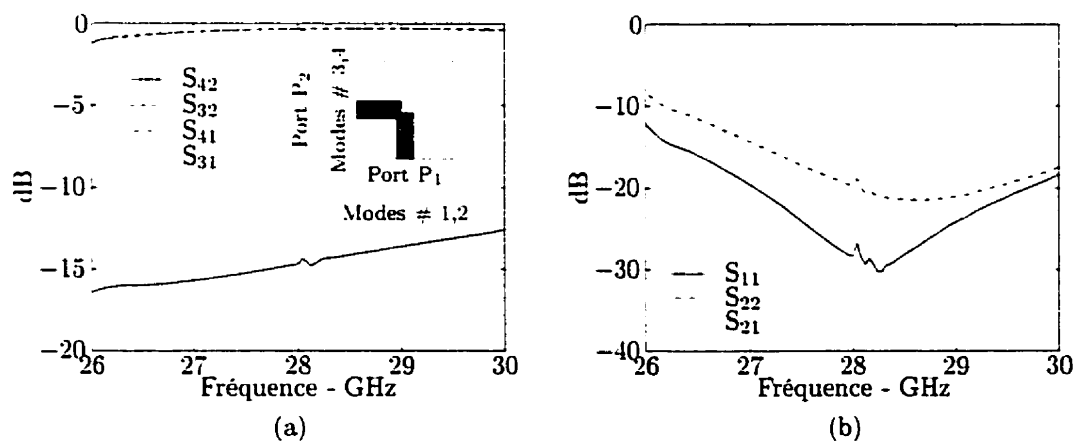 0
−5
−10
−15
−20
dB
S₄₂
S₃₂
S₄₁
S₃₁
Port P₂
Modes # 3,4
Port P₁
Modes # 1,2
26
27
28
29
30
Fréquence - GHz
(a)
0
−10
−20
−30
−40
dB
S₁₁
S₂₂
S₂₁
26
27
28
29
30
Fréquence - GHz
(b)